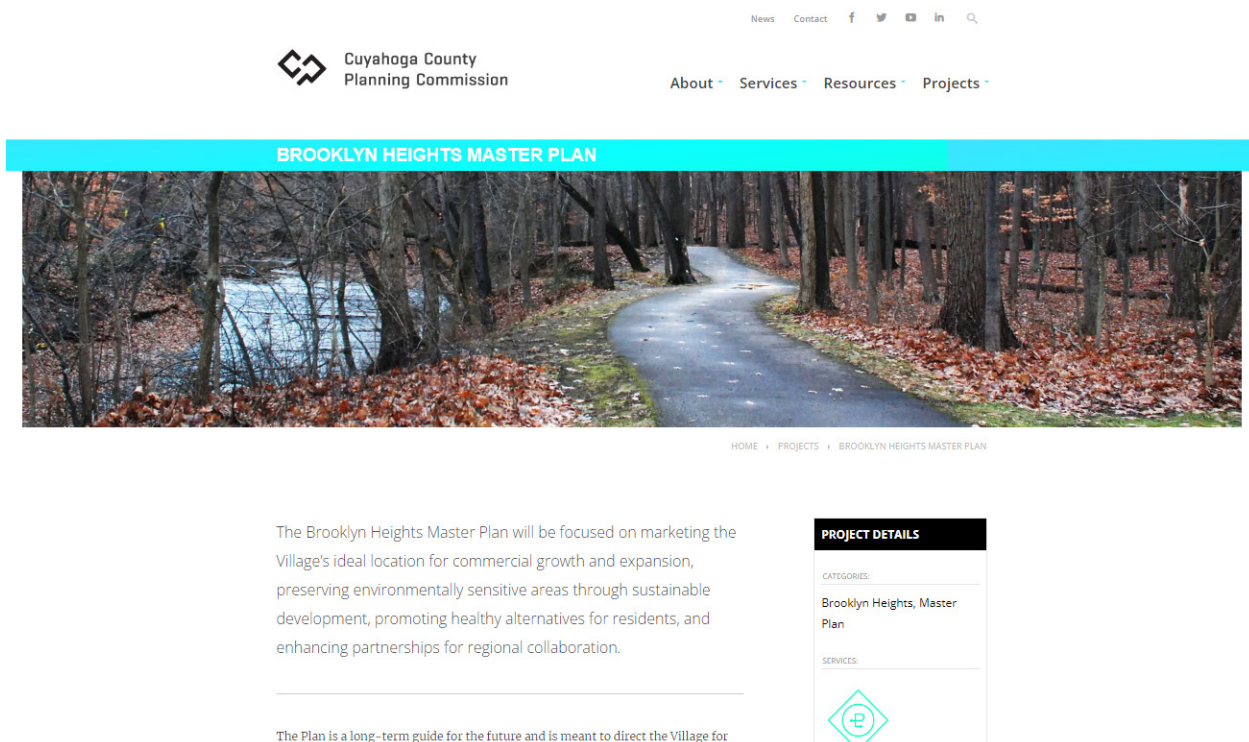 News Contact
Cuyahoga County
Planning Commission
About Services Resources Projects
BROOKLYN HEIGHTS MASTER PLAN
HOME › PROJECTS › BROOKLYN HEIGHTS MASTER PLAN
The Brooklyn Heights Master Plan will be focused on marketing the
Village's ideal location for commercial growth and expansion,
preserving environmentally sensitive areas through sustainable
development, promoting healthy alternatives for residents, and
enhancing partnerships for regional collaboration.
The Plan is a long-term guide for the future and is meant to direct the Village for
PROJECT DETAILS
CATEGORIES:
Brooklyn Heights, Master
Plan
SERVICES: